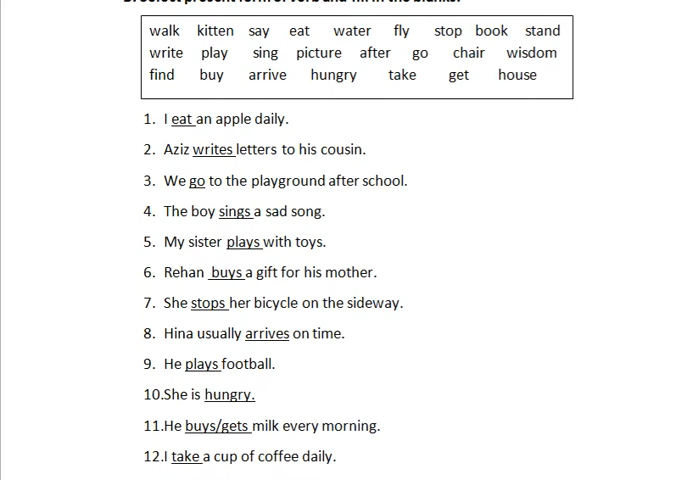 walk kitten say eat water fly stop book stand
write play sing picture after go chair wisdom
find buy arrive hungry take get house
1. I eat an apple daily.
2. Aziz writes letters to his cousin.
3. We go to the playground after school.
4. The boy sings a sad song.
5. My sister plays with toys.
6. Rehan buys a gift for his mother.
7. She stops her bicycle on the sideway.
8. Hina usually arrives on time.
9. He plays football.
10.She is hungry.
11.He buys/gets milk every morning.
12.I take a cup of coffee daily.